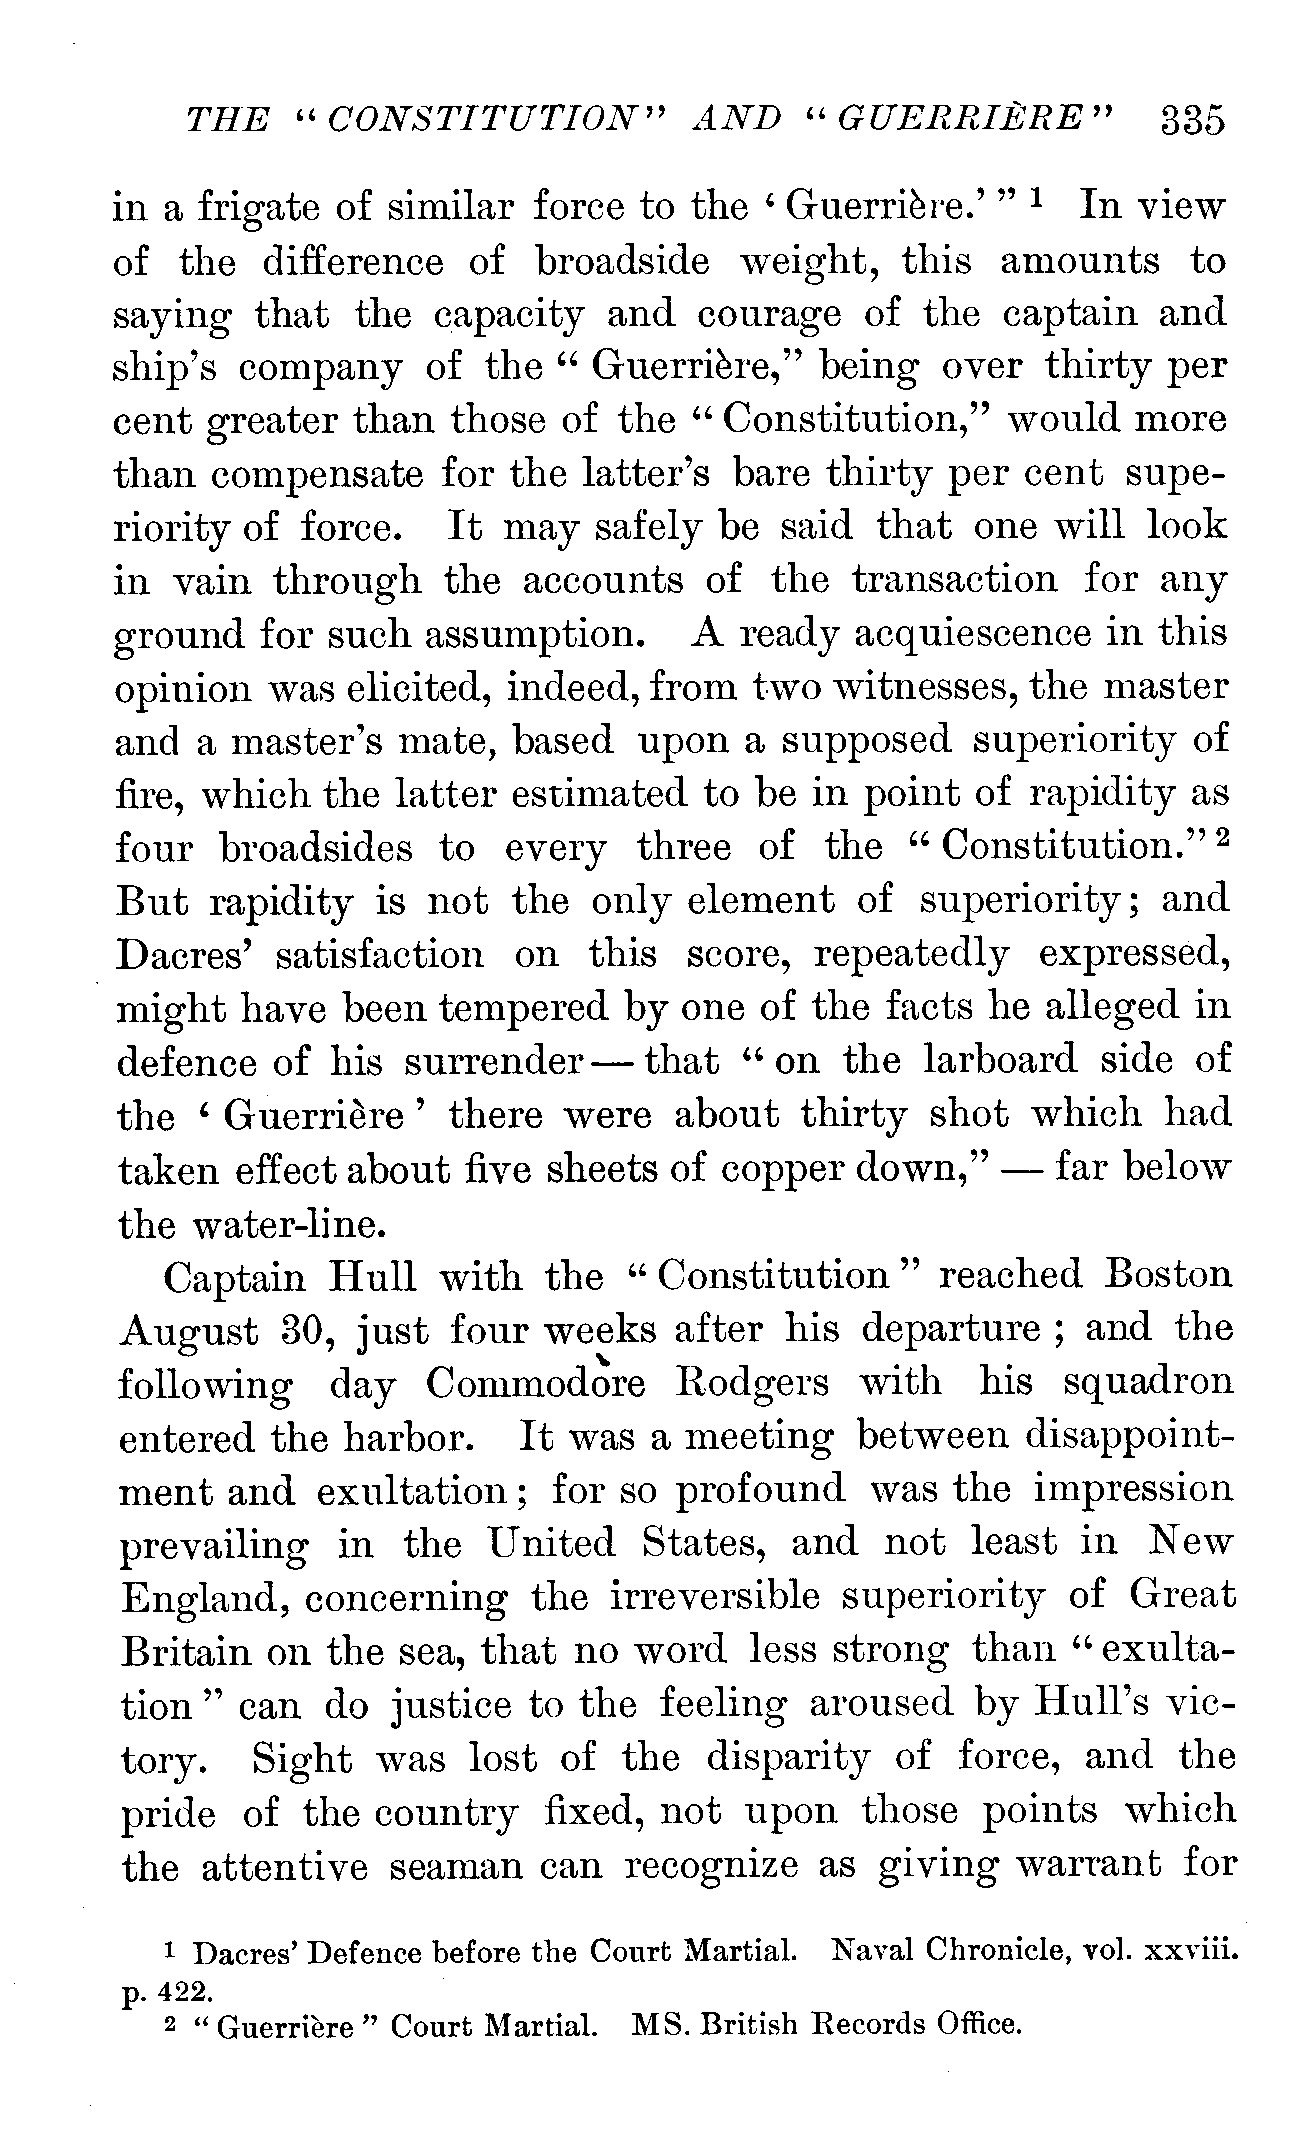 THE “ CONSTITUTION” AND “ GUERRIÈRE” 335
in a frigate of similar force to the ‘ Guerrière.’ ” 1 In view
of the difference of broadside weight, this amounts to
saying that the capacity and courage of the captain and
ship’s company of the “ Guerrière,” being over thirty per
cent greater than those of the “ Constitution,” would more
than compensate for the latter’s bare thirty per cent supe-
riority of force. It may safely be said that one will look
in vain through the accounts of the transaction for any
ground for such assumption. A ready acquiescence in this
opinion was elicited, indeed, from two witnesses, the master
and a master’s mate, based upon a supposed superiority of
fire, which the latter estimated to be in point of rapidity as
four broadsides to every three of the “ Constitution.” 2
But rapidity is not the only element of superiority; and
Dacres’ satisfaction on this score, repeatedly expressed,
might have been tempered by one of the facts he alleged in
defence of his surrender — that “ on the larboard side of
the ‘ Guerrière ’ there were about thirty shot which had
taken effect about five sheets of copper down,” — far below
the water-line.
Captain Hull with the “ Constitution ” reached Boston
August 30, just four weeks after his departure ; and the
following day Commodore Rodgers with his squadron
entered the harbor. It was a meeting between disappoint-
ment and exultation ; for so profound was the impression
prevailing in the United States, and not least in New
England, concerning the irreversible superiority of Great
Britain on the sea, that no word less strong than “ exulta-
tion ” can do justice to the feeling aroused by Hull’s vic-
tory. Sight was lost of the disparity of force, and the
pride of the country fixed, not upon those points which
the attentive seaman can recognize as giving warrant for
1 Dacres’ Defence before the Court Martial. Naval Chronicle, vol. xxviii.
p. 422.
2 “ Guerrière ” Court Martial. MS. British Records Office.